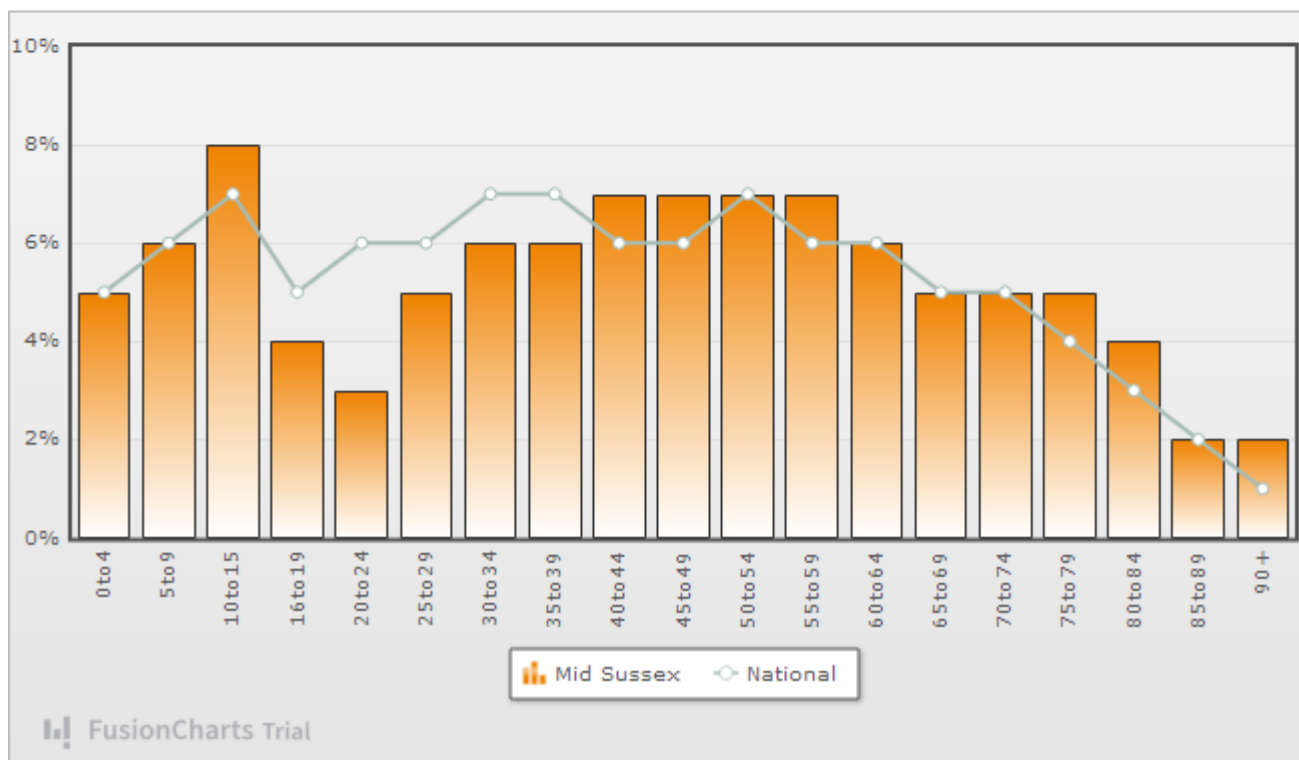 10%
8%
6%
4%
2%
0%
0to4
5to9
10to15
16to19
20to24
25to29
30to34
35to39
40to44
45to49
50to54
55to59
60to64
65to69
70to74
75to79
80to84
85to89
90+
Mid Sussex National
FusionCharts Trial